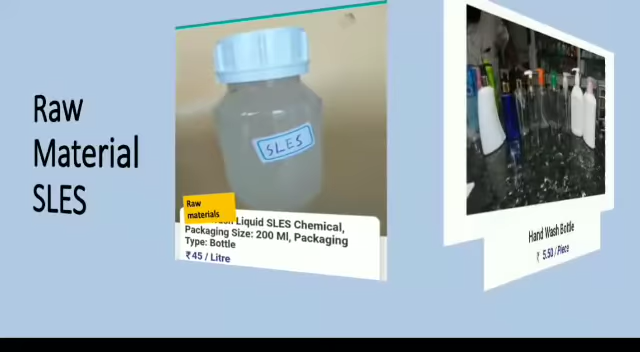 Raw
Material
SLES
SLES
Raw
materials
Liquid SLES Chemical,
Packaging Size: 200 Ml, Packaging
Type: Bottle
₹45 / Litre
Hand Wash Bottle
₹ 5.50 / Piece